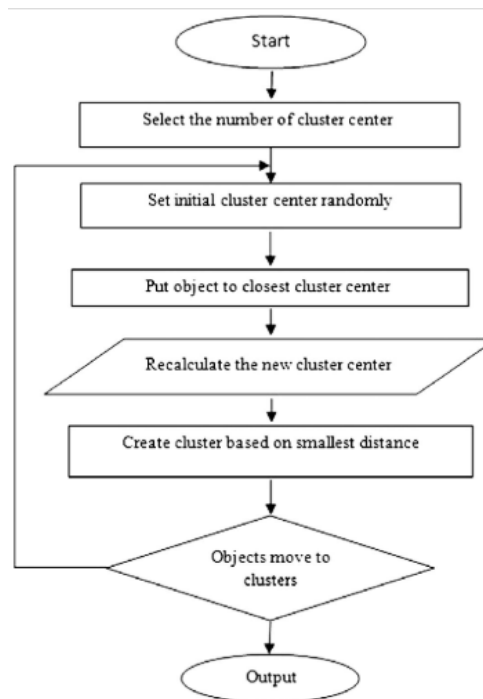 Start
Select the number of cluster center
Set initial cluster center randomly
Put object to closest cluster center
Recalculate the new cluster center
Create cluster based on smallest distance
Objects move to
clusters
Output